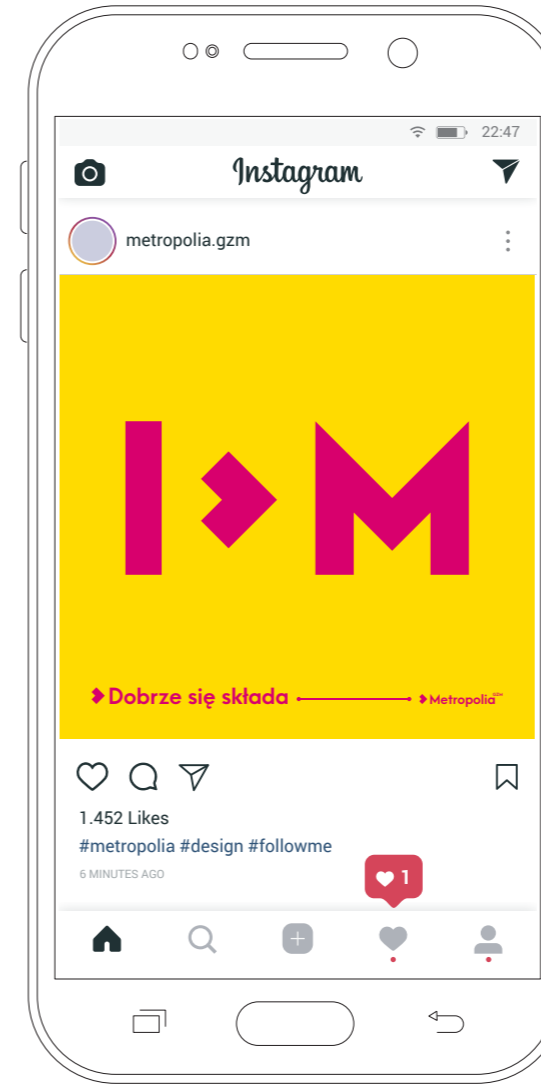 22:47
Instagram
metropolia.gzm
I M
Dobrze się składa
Metropolia GZM
1.452 Likes
#metropolia #design #followme
6 MINUTES AGO
1